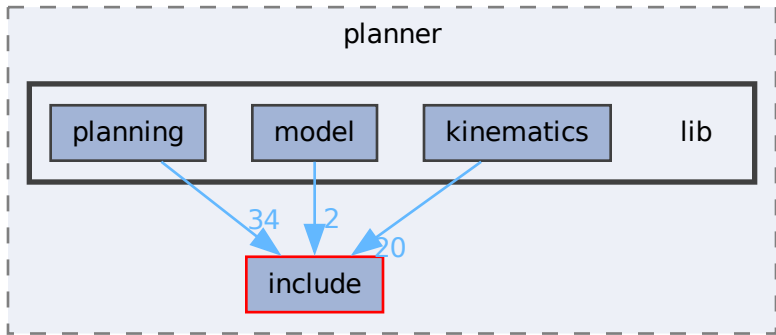 planner
planning
model
kinematics
lib
34
2
20
include